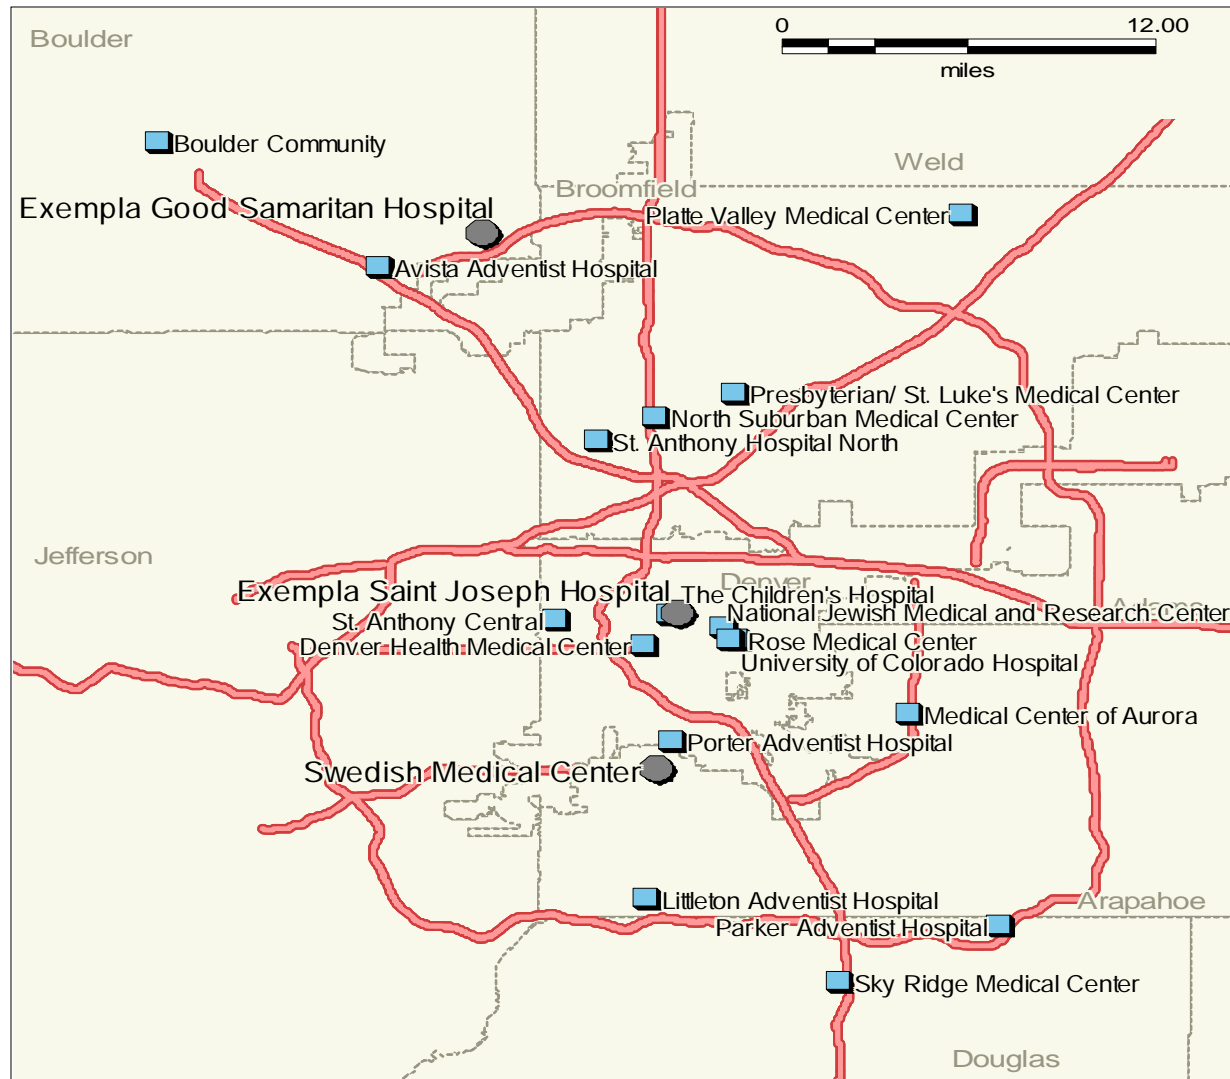 0 12.00
miles
Boulder
Boulder Community
Weld
Broomfield
Exempla Good Samaritan Hospital
Platte Valley Medical Center
Avista Adventist Hospital
Presbyterian/ St. Luke's Medical Center
North Suburban Medical Center
St. Anthony Hospital North
Jefferson
Denver
Exempla Saint Joseph Hospital
The Children's Hospital
Adams
National Jewish Medical and Research Center
St. Anthony Central
Denver Health Medical Center
Rose Medical Center
University of Colorado Hospital
Medical Center of Aurora
Porter Adventist Hospital
Swedish Medical Center
Littleton Adventist Hospital
Arapahoe
Parker Adventist Hospital
Sky Ridge Medical Center
Douglas